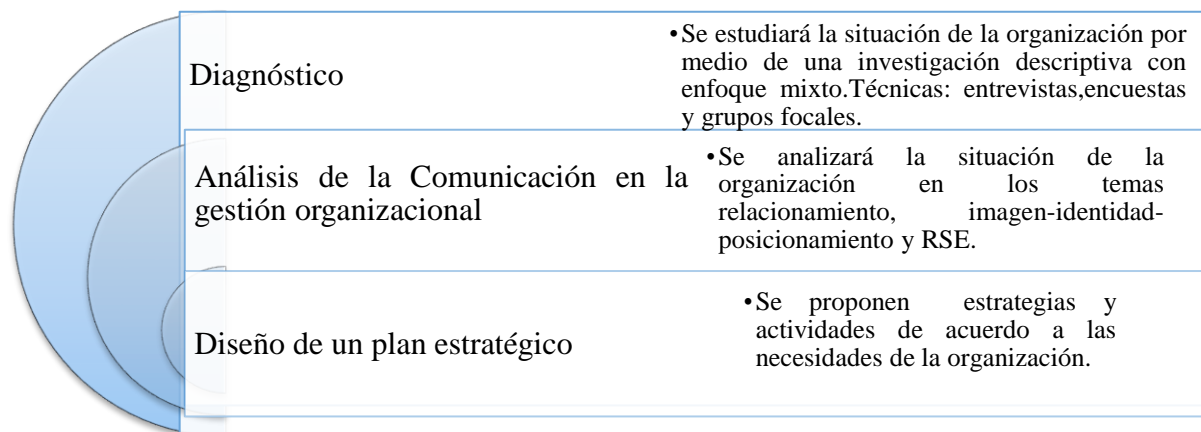 Diagnóstico
•Se estudiará la situación de la organización por
medio de una investigación descriptiva con
enfoque mixto.Técnicas: entrevistas,encuestas
y grupos focales.
Análisis de la Comunicación en la
gestión organizacional
•Se analizará la situación de la
organización en los temas
relacionamiento, imagen-identidad-
posicionamiento y RSE.
Diseño de un plan estratégico
•Se proponen estrategias y
actividades de acuerdo a las
necesidades de la organización.